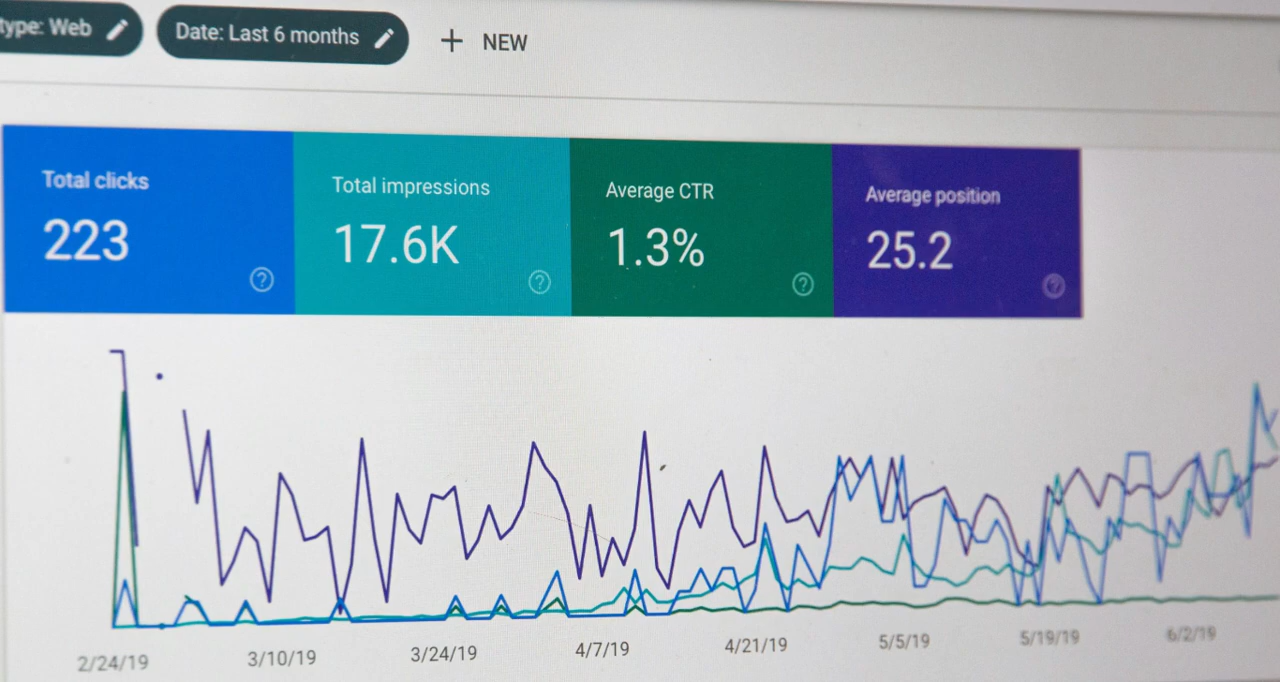 type: Web
Date: Last 6 months
+ NEW
Total clicks
223
Total impressions
17.6K
Average CTR
1.3%
Average position
25.2
2/24/19
3/10/19
3/24/19
4/7/19
4/21/19
5/5/19
5/19/19
6/2/19